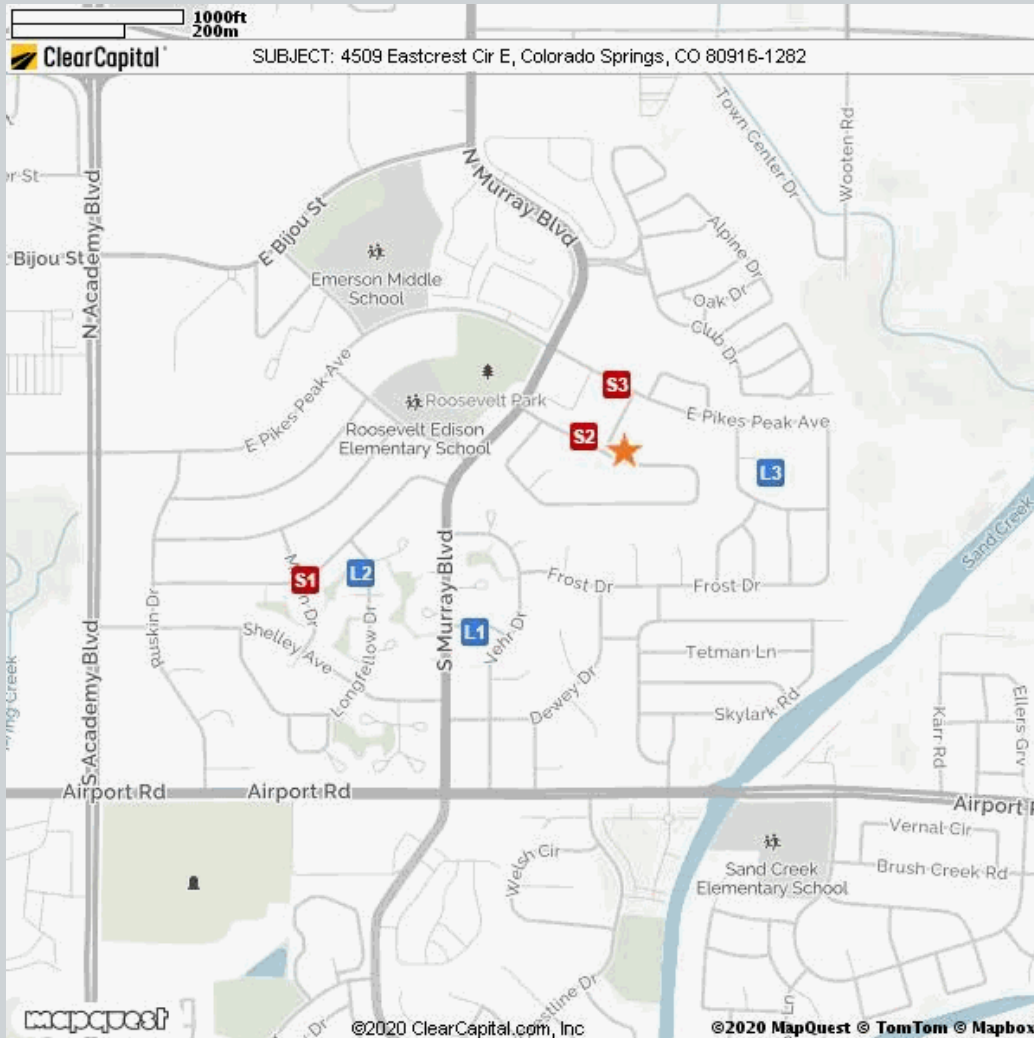 1000ft
200m
ClearCapital
SUBJECT: 4509 Eastcrest Cir E, Colorado Springs, CO 80916-1282
Town Center Dr
Wooten Rd
N Murray Blvd
N Academy Blvd
E Bijou St
Bijou St
Emerson Middle
School
Alpine Dr
Oak Dr
Club Dr
S3
Roosevelt Park
E Pikes Peak Ave
E Pikes Peak Ave
Roosevelt Edison
Elementary School
S2
L3
Sand Creek
S Murray Blvd
S1
L2
Frost Dr
Frost Dr
Ruskin Dr
Shelley Ave
Longfellow Dr
L1
Vehr Dr
Tetman Ln
Dewey Dr
Skylark Rd
Karr Rd
Ellers Grv
S Academy Blvd
Airport Rd
Airport Rd
Airport
Vernal Cir
Welsh Cir
Sand Creek
Elementary School
Brush Creek Rd
mapquest
©2020 ClearCapital.com, Inc
©2020 MapQuest © TomTom © Mapbox